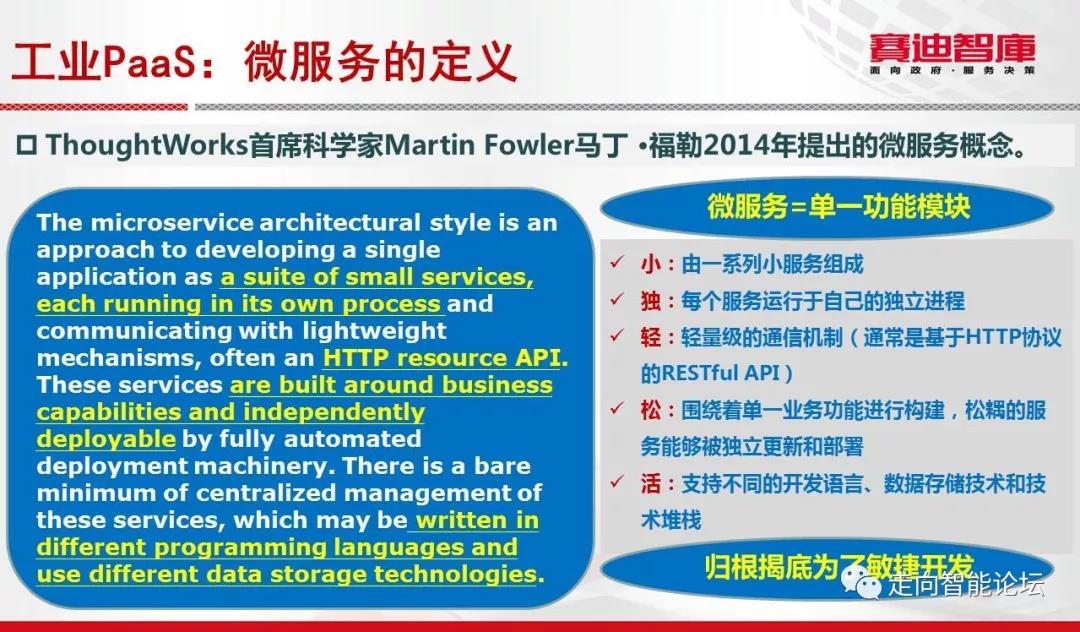 工业PaaS：微服务的定义
赛迪智库
面向政府·服务决策
ThoughtWorks首席科学家Martin Fowler马丁·福勒2014年提出的微服务概念。
The microservice architectural style is an
approach to developing a single
application as a suite of small services,
each running in its own process and
communicating with lightweight
mechanisms, often an HTTP resource API.
These services are built around business
capabilities and independently
deployable by fully automated
deployment machinery. There is a bare
minimum of centralized management of
these services, which may be written in
different programming languages and
use different data storage technologies.
微服务=单一功能模块
✓ 小：由一系列小服务组成
✓ 独：每个服务运行于自己的独立进程
✓ 轻：轻量级的通信机制（通常是基于HTTP协议
的RESTful API）
✓ 松：围绕着单一业务功能进行构建，松耦的服
务能够被独立更新和部署
✓ 活：支持不同的开发语言、数据存储技术和技
术堆栈
归根揭底为了敏捷开发
走向智能论坛